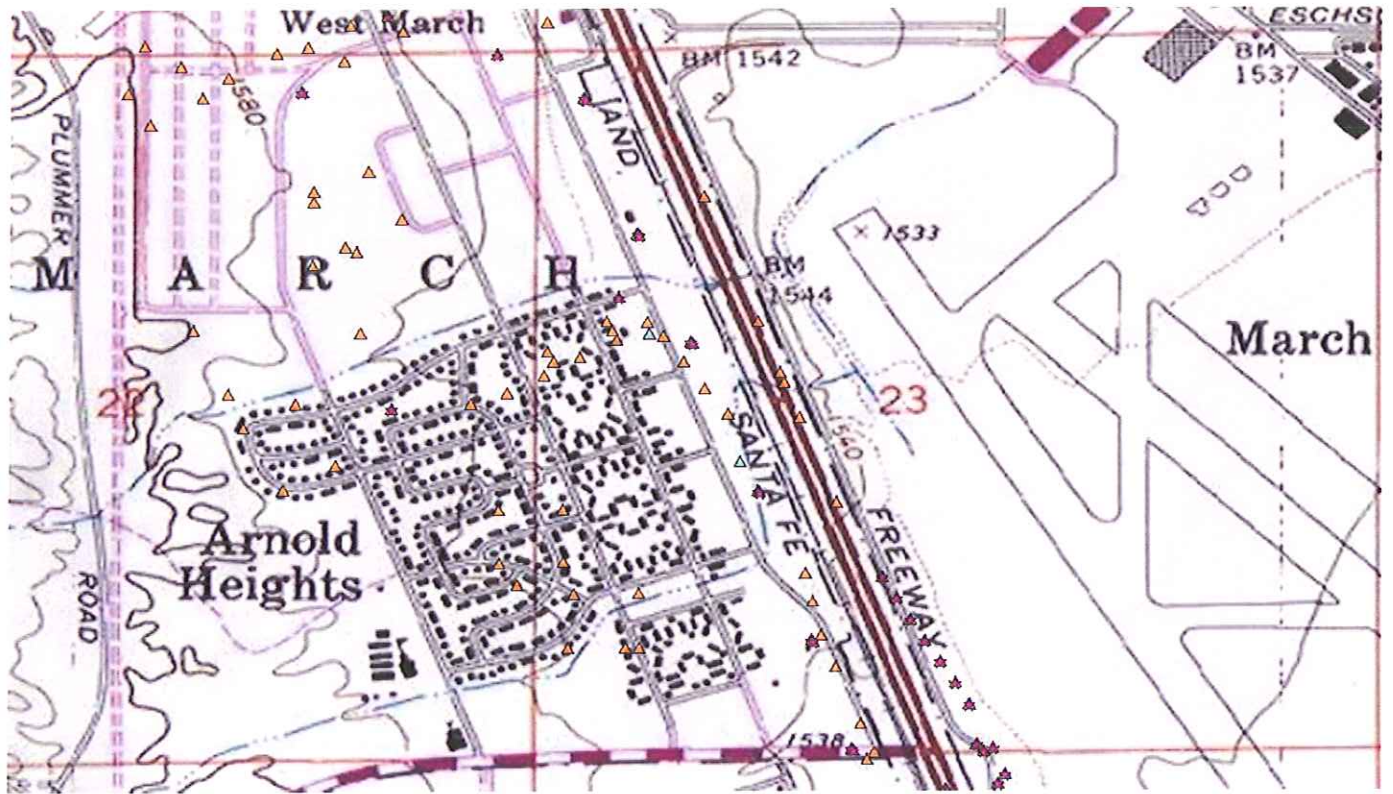 West March
ESCHS
BM 1542
BM
1537
1580
PLUMMER
AND
1533
M A R C H
BM
1544
March
22
23
SANTA FE
1540
FREEWAY
Arnold
Heights
ROAD
1538